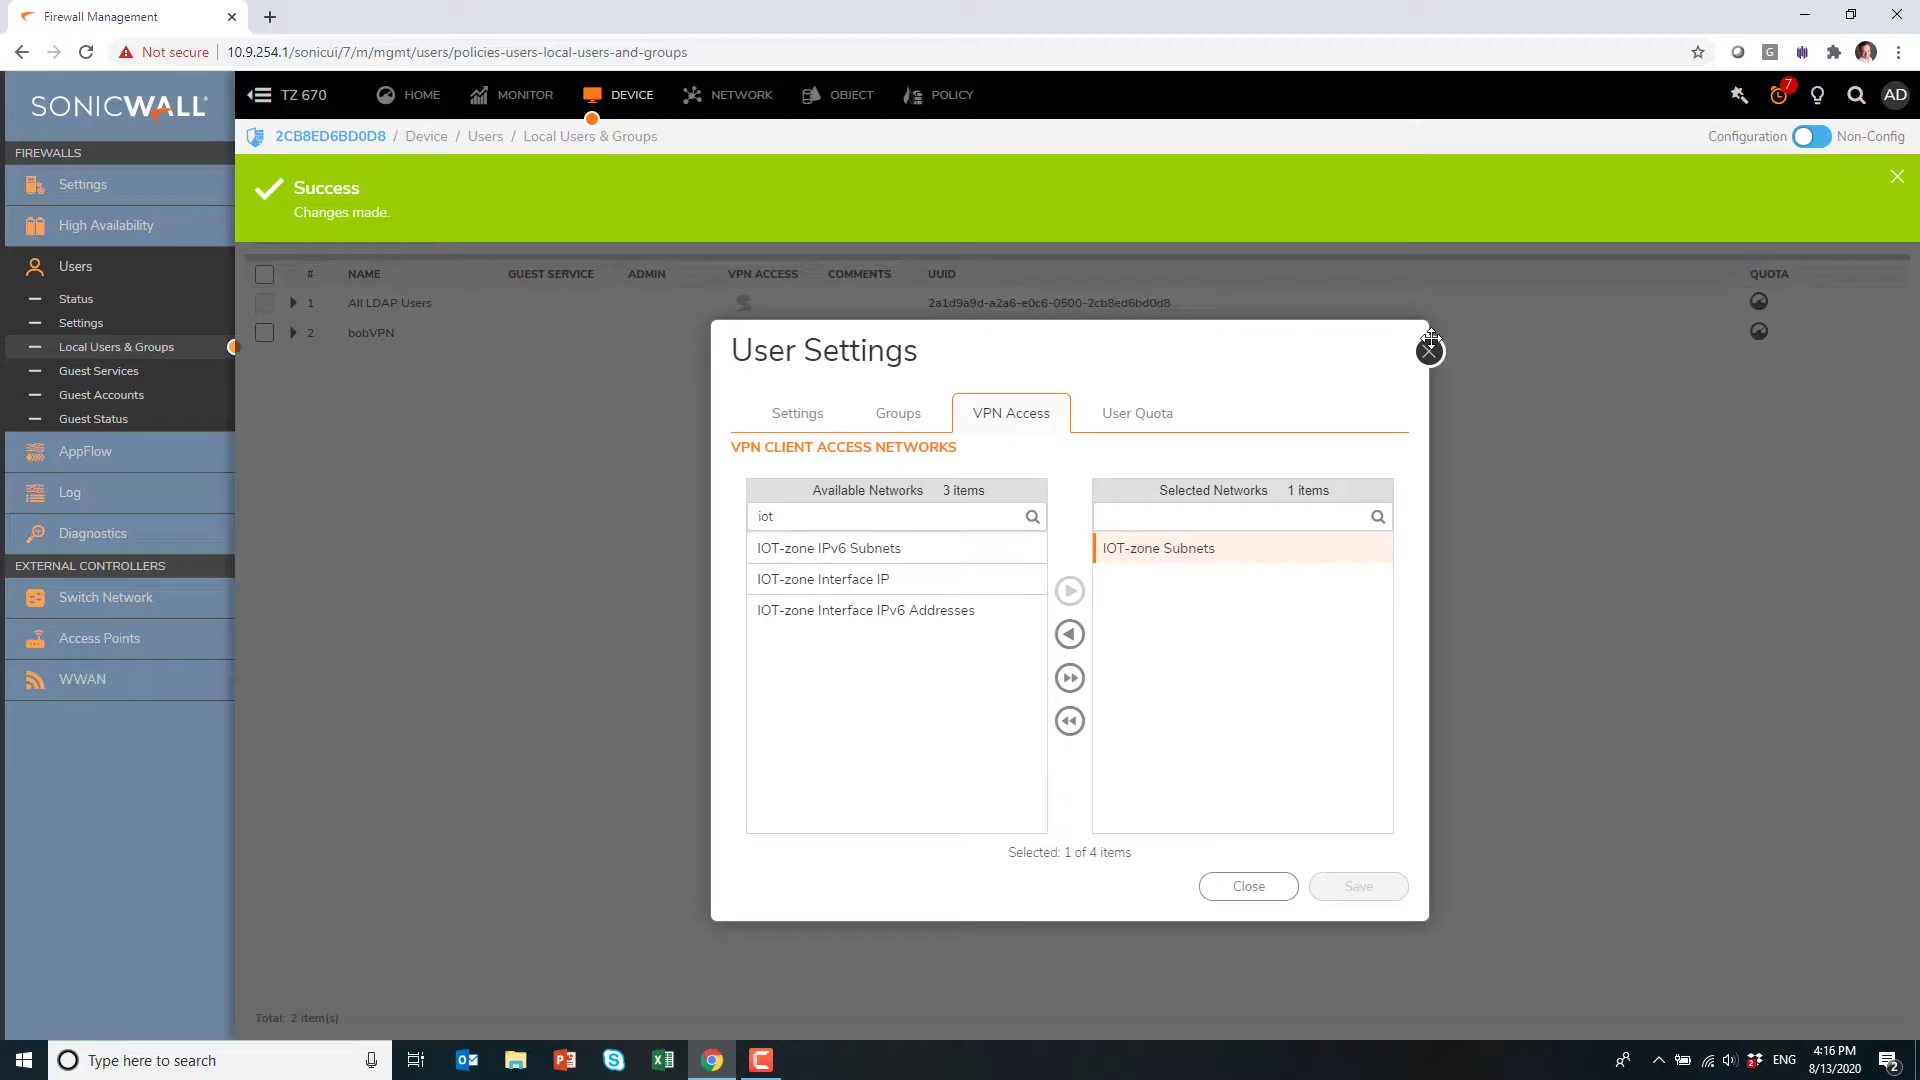 Firewall Management
Not secure 10.9.254.1/sonicui/7/m/mgmt/users/policies-users-local-users-and-groups
SONICWALL
TZ 670 HOME MONITOR DEVICE NETWORK OBJECT POLICY 7 AD
2CB8ED6BD0D8 / Device / Users / Local Users & Groups Configuration Non-Config
FIREWALLS
Settings
High Availability
Users
Status
Settings
Local Users & Groups
Guest Services
Guest Accounts
Guest Status
AppFlow
Log
Diagnostics
EXTERNAL CONTROLLERS
Switch Network
Access Points
WWAN
Success
Changes made.
# NAME GUEST SERVICE ADMIN VPN ACCESS COMMENTS UUID QUOTA
1 All LDAP Users 2a1d9a9d-a2a6-e0c6-0500-2cb8ed6bd0d8
2 bobVPN
User Settings
Settings Groups VPN Access User Quota
VPN CLIENT ACCESS NETWORKS
Available Networks 3 items
iot
IOT-zone IPv6 Subnets
IOT-zone Interface IP
IOT-zone Interface IPv6 Addresses
Selected Networks 1 items
IOT-zone Subnets
Selected: 1 of 4 items
Close Save
Total: 2 item(s)
Type here to search
ENG
4:16 PM
8/13/2020
2